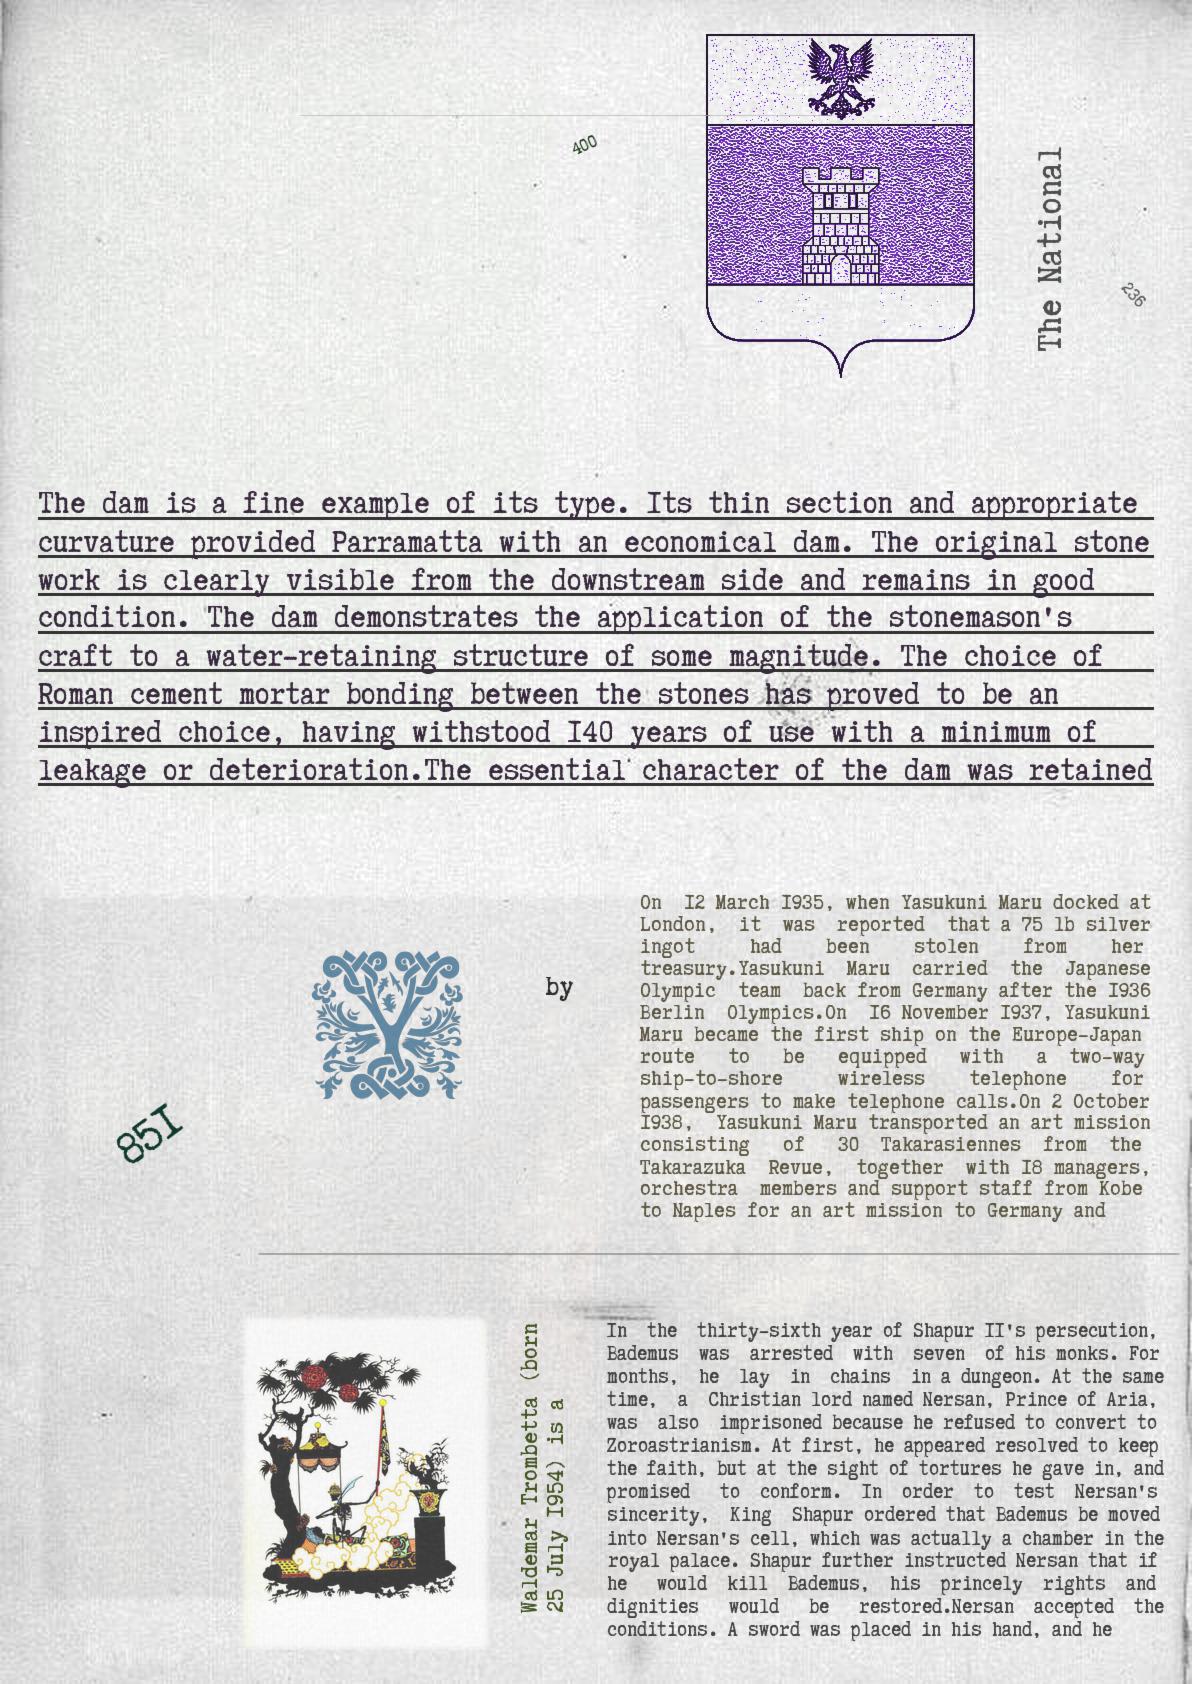 400
The National
236
The dam is a fine example of its type. Its thin section and appropriate
curvature provided Parramatta with an economical dam. The original stone
work is clearly visible from the downstream side and remains in good
condition. The dam demonstrates the application of the stonemason's
craft to a water-retaining structure of some magnitude. The choice of
Roman cement mortar bonding between the stones has proved to be an
inspired choice, having withstood I40 years of use with a minimum of
leakage or deterioration.The essential character of the dam was retained
by
On I2 March I935, when Yasukuni Maru docked at
London, it was reported that a 75 lb silver
ingot had been stolen from her
treasury.Yasukuni Maru carried the Japanese
Olympic team back from Germany after the I936
Berlin Olympics.On I6 November I937, Yasukuni
Maru became the first ship on the Europe-Japan
route to be equipped with a two-way
ship-to-shore wireless telephone for
passengers to make telephone calls.On 2 October
I938, Yasukuni Maru transported an art mission
consisting of 30 Takarasiennes from the
Takarazuka Revue, together with I8 managers,
orchestra members and support staff from Kobe
to Naples for an art mission to Germany and
85I
Waldemar Trombetta (born
25 July I954) is a
In the thirty-sixth year of Shapur II's persecution,
Bademus was arrested with seven of his monks. For
months, he lay in chains in a dungeon. At the same
time, a Christian lord named Nersan, Prince of Aria,
was also imprisoned because he refused to convert to
Zoroastrianism. At first, he appeared resolved to keep
the faith, but at the sight of tortures he gave in, and
promised to conform. In order to test Nersan's
sincerity, King Shapur ordered that Bademus be moved
into Nersan's cell, which was actually a chamber in the
royal palace. Shapur further instructed Nersan that if
he would kill Bademus, his princely rights and
dignities would be restored.Nersan accepted the
conditions. A sword was placed in his hand, and he